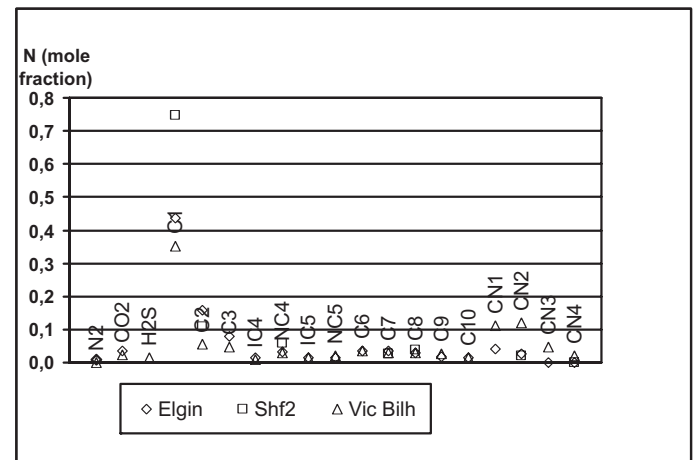 N (mole
fraction)
0,8
0,7
0,6
0,5
0,4
0,3
0,2
0,1
0,0
N2
CO2
H2S
C1
C2
C3
IC4
NC4
IC5
NC5
C6
C7
C8
C9
C10
CN1
CN2
CN3
CN4
Elgin Shf2 Vic Bilh